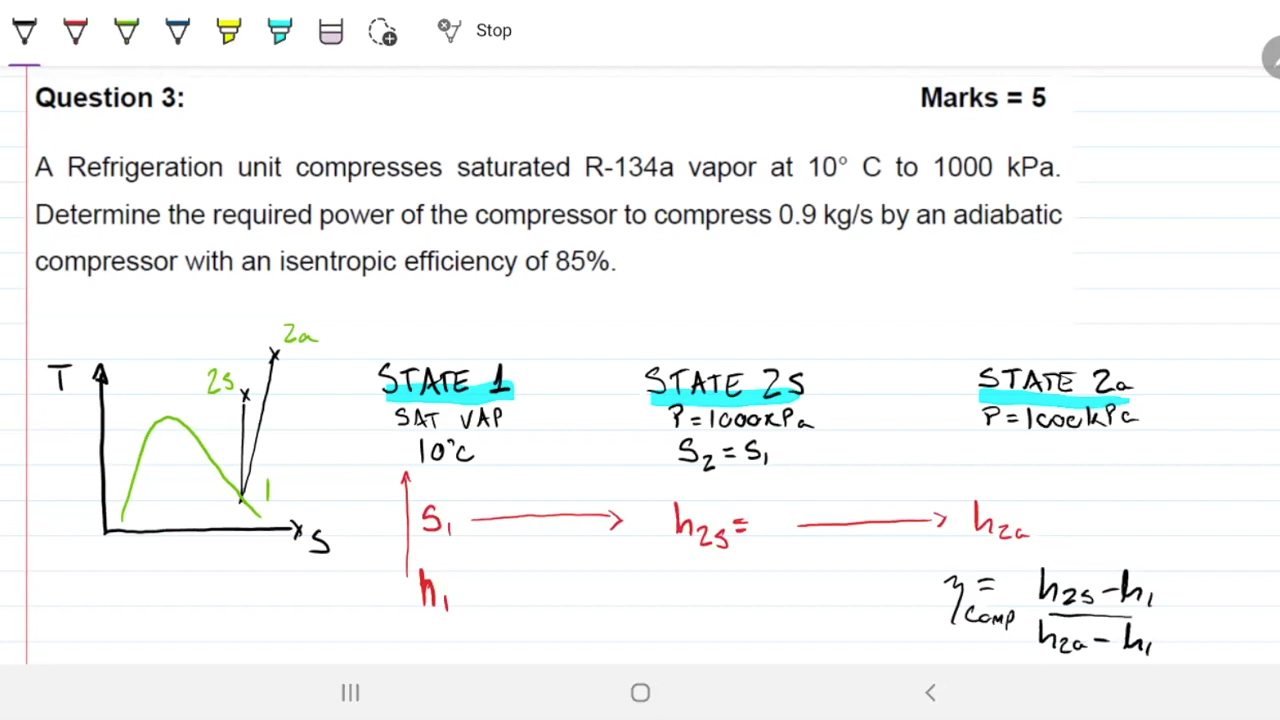 Stop
Question 3: Marks = 5
A Refrigeration unit compresses saturated R-134a vapor at 10° C to 1000 kPa.
Determine the required power of the compressor to compress 0.9 kg/s by an adiabatic
compressor with an isentropic efficiency of 85%.
2a
T 2s STATE 1 STATE 2s STATE 2a
SAT VAP P=1000kPa P=1000kPa
10°C S₂ = S₁
1
S₁ h₂s= h₂a
S
h₁
η comp = h₂s-h₁
h₂a-h₁